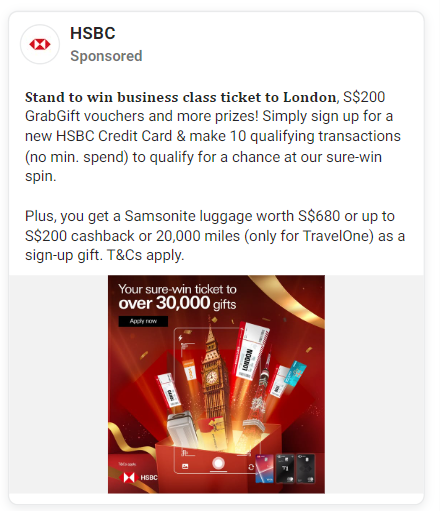 HSBC
Sponsored
Stand to win business class ticket to London, S$200
GrabGift vouchers and more prizes! Simply sign up for a
new HSBC Credit Card & make 10 qualifying transactions
(no min. spend) to qualify for a chance at our sure-win
spin.
Plus, you get a Samsonite luggage worth S$680 or up to
S$200 cashback or 20,000 miles (only for TravelOne) as a
sign-up gift. T&Cs apply.
Your sure-win ticket to
over 30,000 gifts
Apply now
LONDON
T&Cs apply
HSBC